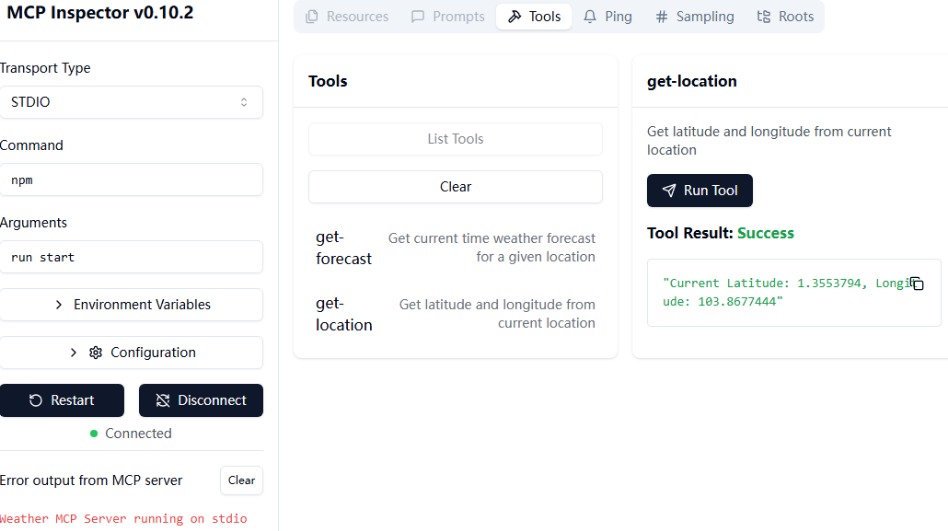 MCP Inspector v0.10.2
Transport Type
STDIO
Command
npm
Arguments
run start
Environment Variables
Configuration
Restart
Disconnect
Connected
Error output from MCP server
Clear
Weather MCP Server running on stdio
Resources
Prompts
Tools
Ping
Sampling
Roots
Tools
List Tools
Clear
get-
forecast
Get current time weather forecast
for a given location
get-
location
Get latitude and longitude from
current location
get-location
Get latitude and longitude from current
location
Run Tool
Tool Result: Success
"Current Latitude: 1.3553794, Longit
ude: 103.8677444"